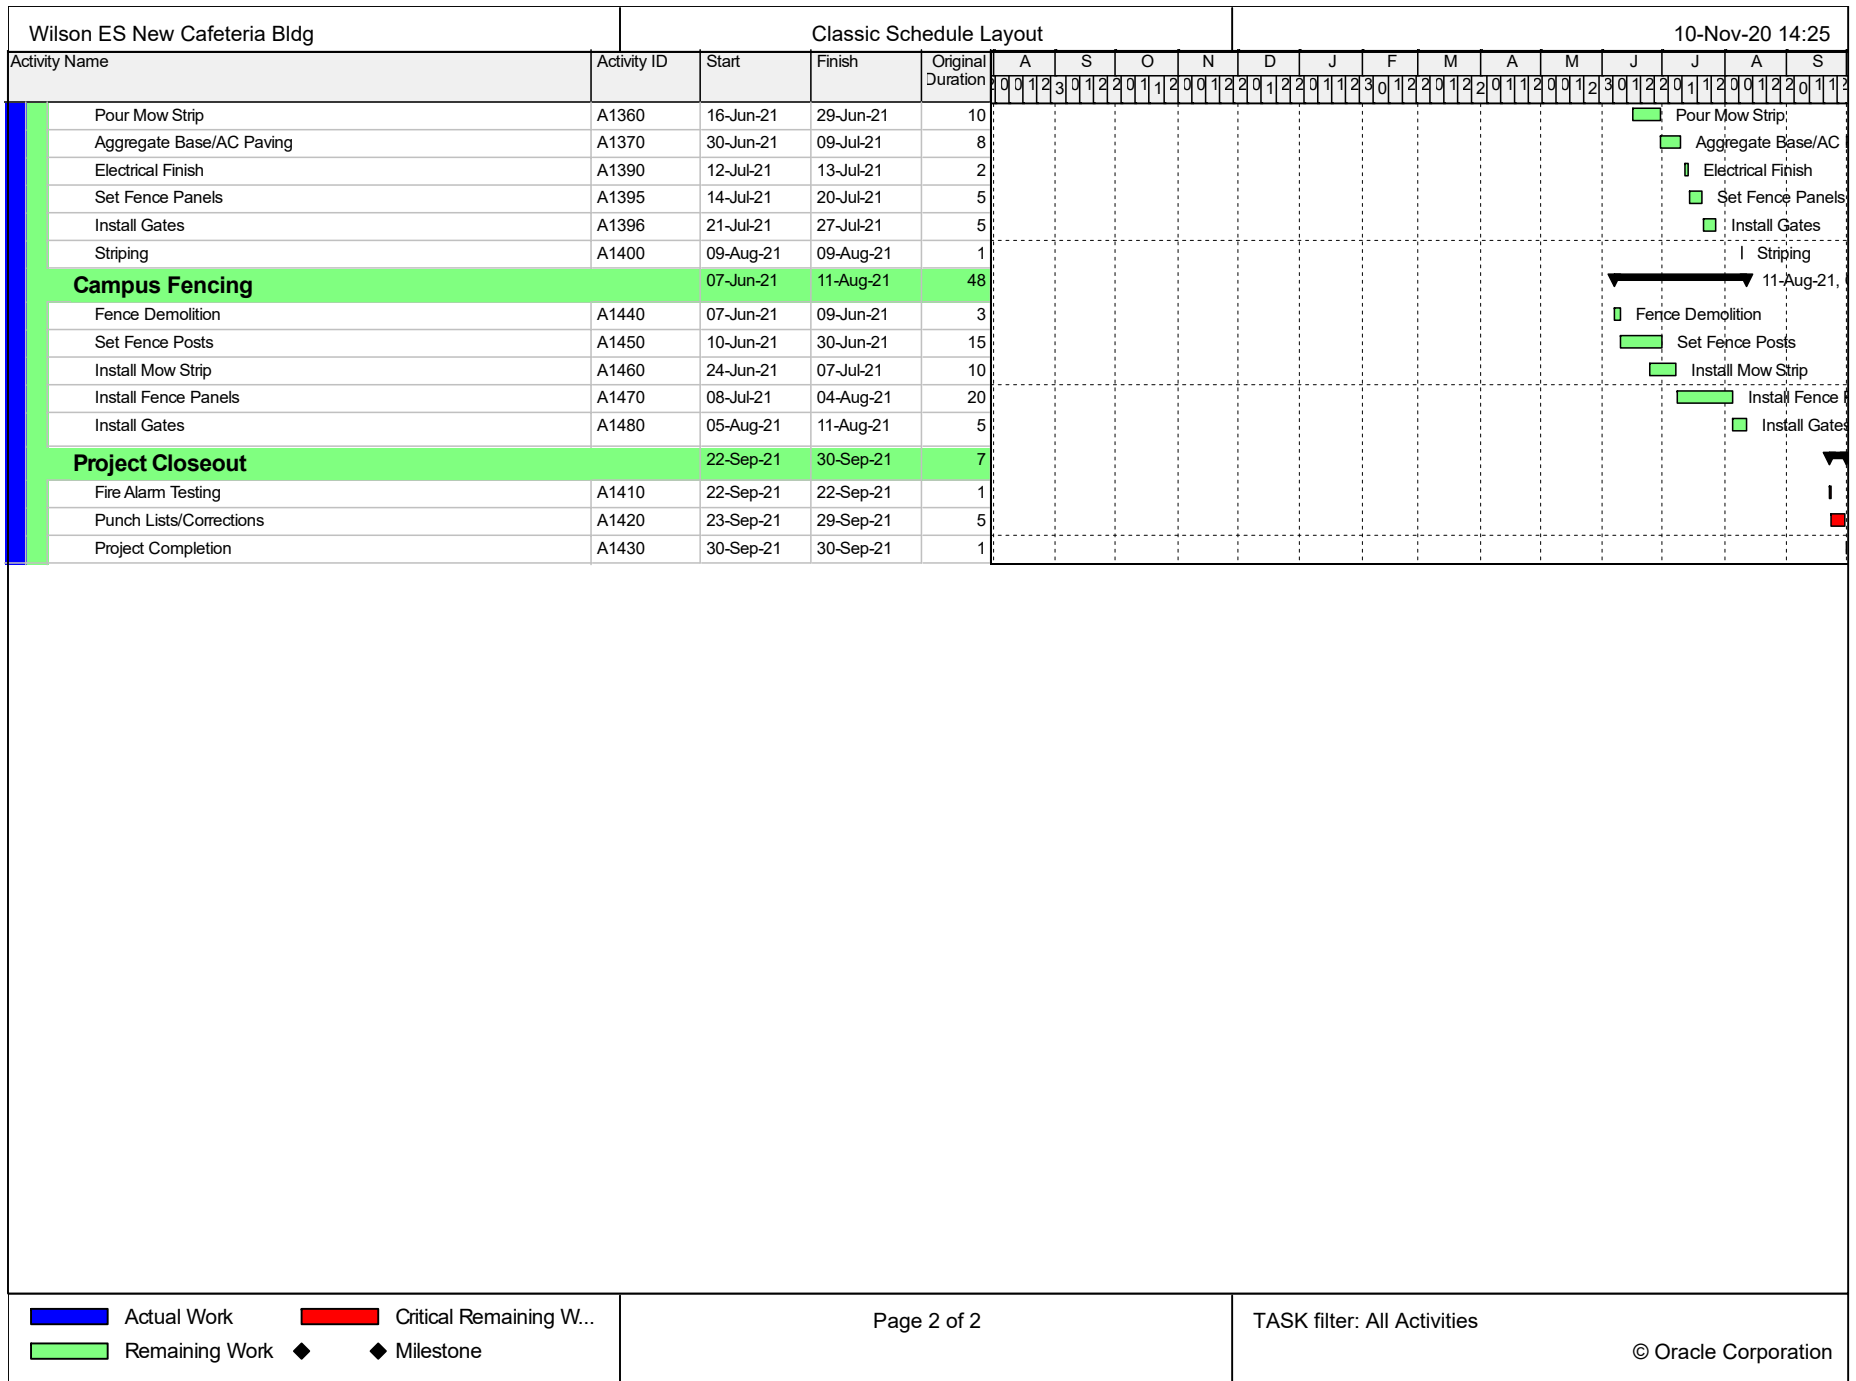 Wilson ES New Cafeteria Bldg Classic Schedule Layout 10-Nov-20 14:25
Activity Name Activity ID Start Finish Original Duration A S O N D J F M A M J J A S
Pour Mow Strip A1360 16-Jun-21 29-Jun-21 10 Pour Mow Strip
Aggregate Base/AC Paving A1370 30-Jun-21 09-Jul-21 8 Aggregate Base/AC
Electrical Finish A1390 12-Jul-21 13-Jul-21 2 Electrical Finish
Set Fence Panels A1395 14-Jul-21 20-Jul-21 5 Set Fence Panels
Install Gates A1396 21-Jul-21 27-Jul-21 5 Install Gates
Striping A1400 09-Aug-21 09-Aug-21 1 Striping
Campus Fencing 07-Jun-21 11-Aug-21 48 11-Aug-21,
Fence Demolition A1440 07-Jun-21 09-Jun-21 3 Fence Demolition
Set Fence Posts A1450 10-Jun-21 30-Jun-21 15 Set Fence Posts
Install Mow Strip A1460 24-Jun-21 07-Jul-21 10 Install Mow Strip
Install Fence Panels A1470 08-Jul-21 04-Aug-21 20 Install Fence
Install Gates A1480 05-Aug-21 11-Aug-21 5 Install Gates
Project Closeout 22-Sep-21 30-Sep-21 7
Fire Alarm Testing A1410 22-Sep-21 22-Sep-21 1
Punch Lists/Corrections A1420 23-Sep-21 29-Sep-21 5
Project Completion A1430 30-Sep-21 30-Sep-21 1
Actual Work Critical Remaining W... Page 2 of 2 TASK filter: All Activities
Remaining Work Milestone © Oracle Corporation